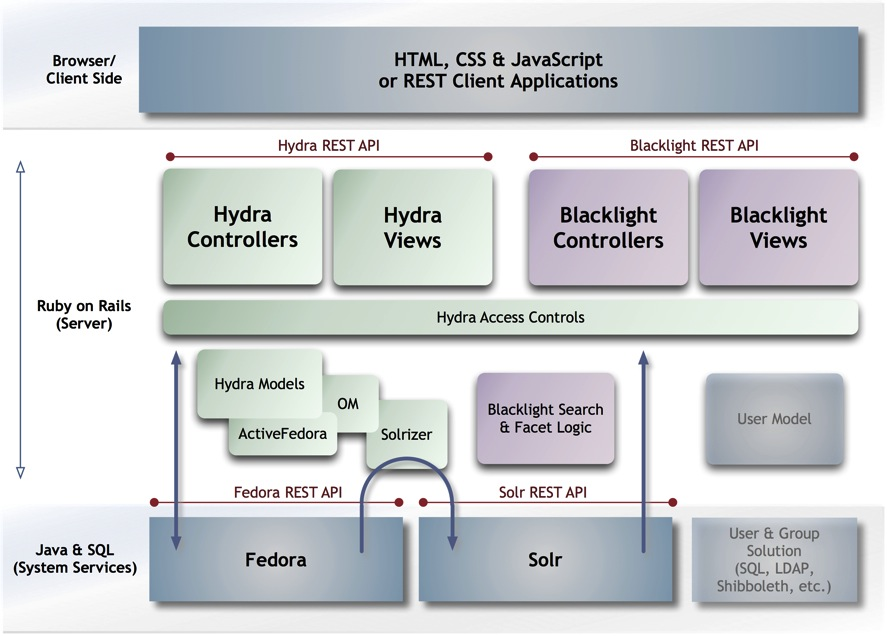 Browser/
Client Side
HTML, CSS & JavaScript
or REST Client Applications
Hydra REST API
Blacklight REST API
Hydra
Controllers
Hydra
Views
Blacklight
Controllers
Blacklight
Views
Ruby on Rails
(Server)
Hydra Access Controls
Hydra Models
OM
ActiveFedora
Solrizer
Blacklight Search
& Facet Logic
User Model
Fedora REST API
Solr REST API
Java & SQL
(System Services)
Fedora
Solr
User & Group
Solution
(SQL, LDAP,
Shibboleth, etc.)